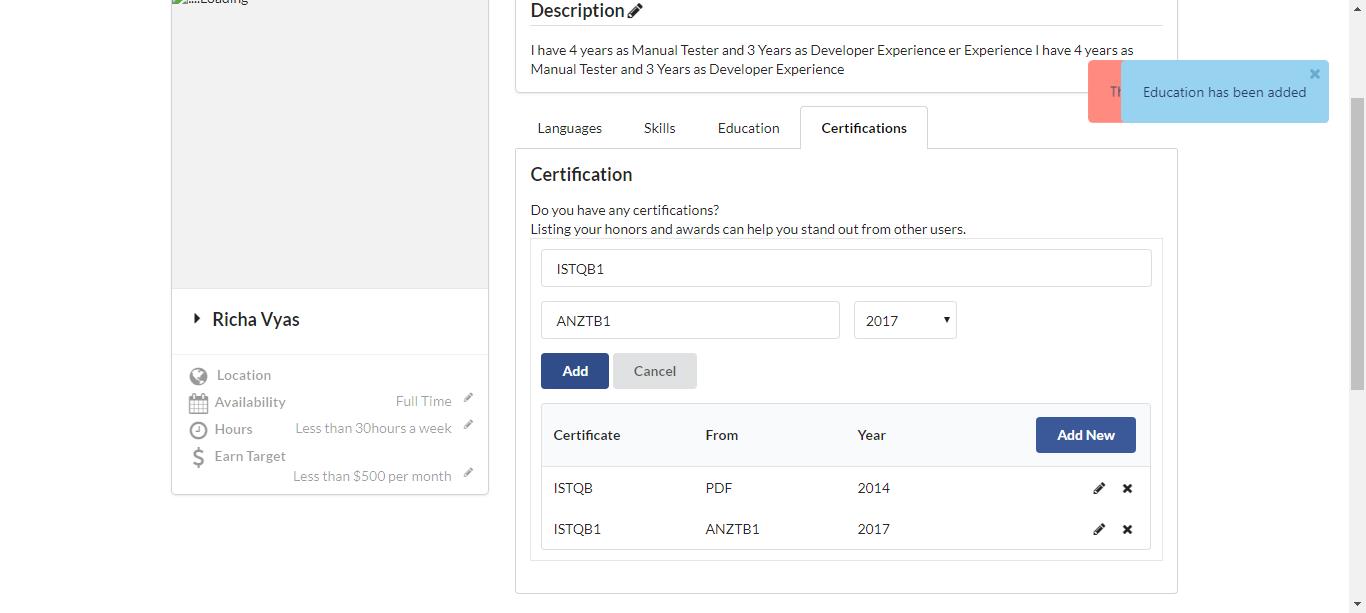 ....Loading
Richa Vyas
Location
Availability
Full Time
Hours
Less than 30hours a week
Earn Target
Less than $500 per month
Description
I have 4 years as Manual Tester and 3 Years as Developer Experience er Experience I have 4 years as
Manual Tester and 3 Years as Developer Experience
Education has been added
Languages Skills Education Certifications
Certification
Do you have any certifications?
Listing your honors and awards can help you stand out from other users.
ISTQB1
ANZTB1 2017
Add Cancel
Certificate From Year Add New
ISTQB PDF 2014
ISTQB1 ANZTB1 2017